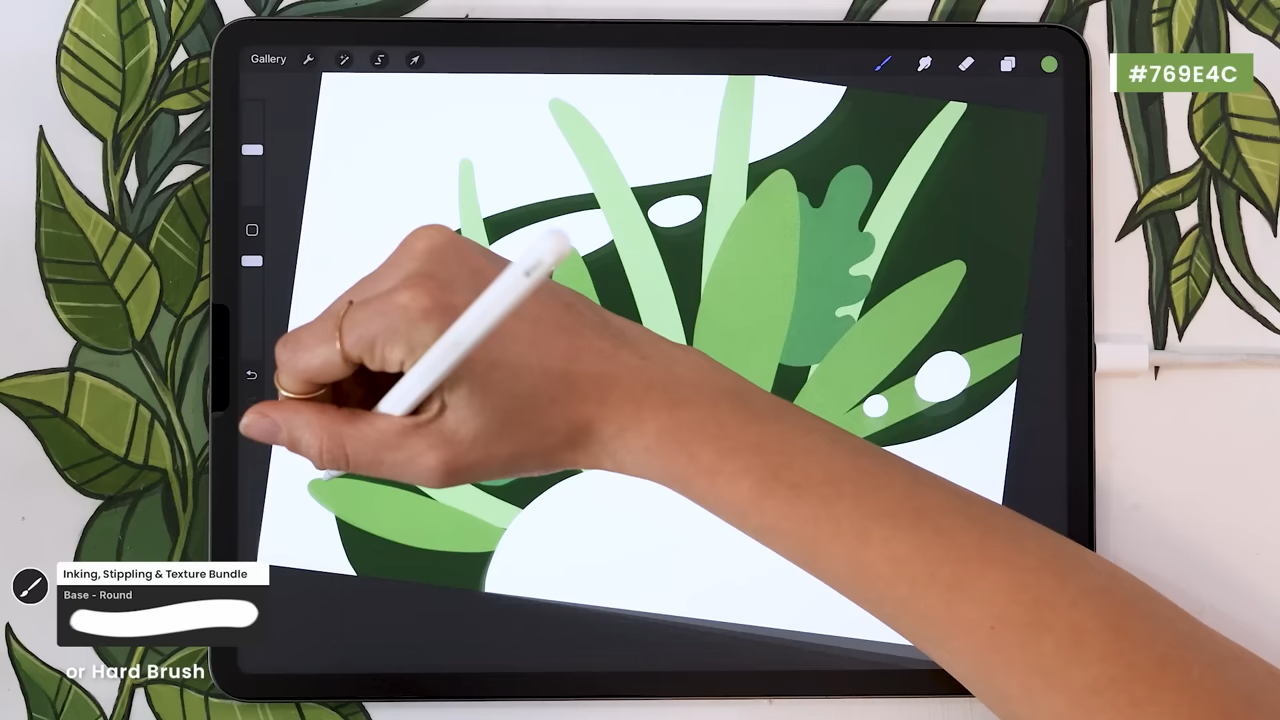 Gallery
#769E4C
Inking, Stippling & Texture Bundle
Base - Round
or Hard Brush